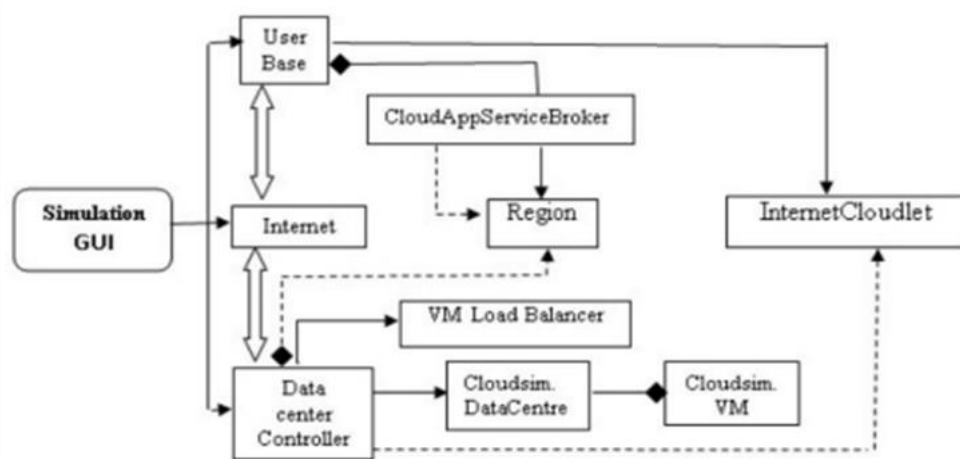 User
Base
CloudAppServiceBroker
Simulation
GUI
Internet
Region
InternetCloudlet
VM Load Balancer
Data
center
Controller
Cloudsim.
DataCentre
Cloudsim.
VM